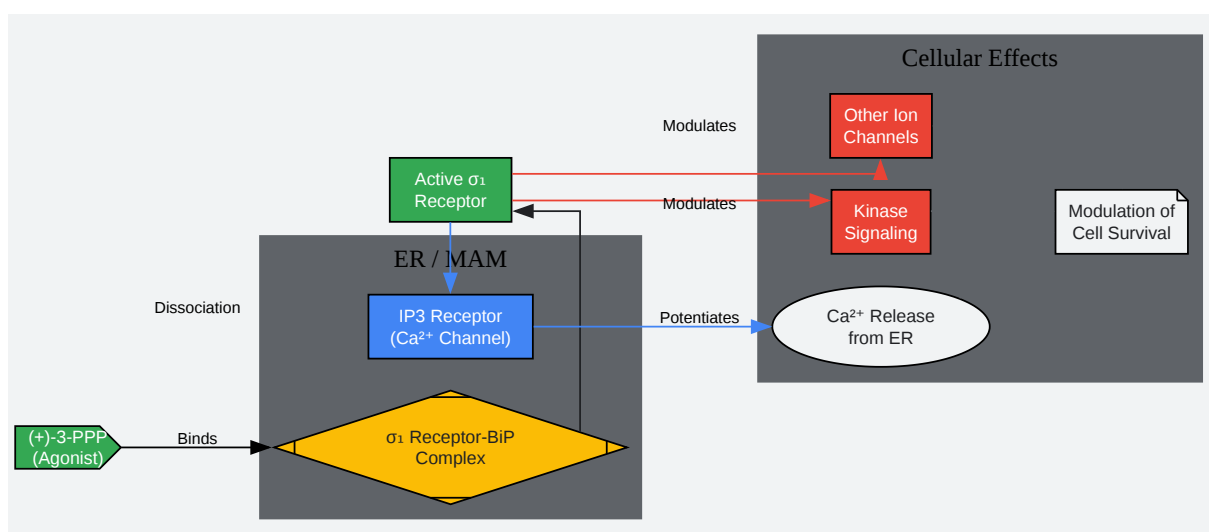 Cellular Effects
Other Ion
Channels
Modulates
Active σ₁
Receptor
Modulates
Kinase
Signaling
Modulation of
Cell Survival
ER / MAM
Dissociation
IP3 Receptor
(Ca²⁺ Channel)
Potentiates
Ca²⁺ Release
from ER
(+)-3-PPP
(Agonist)
Binds
σ₁ Receptor-BiP
Complex